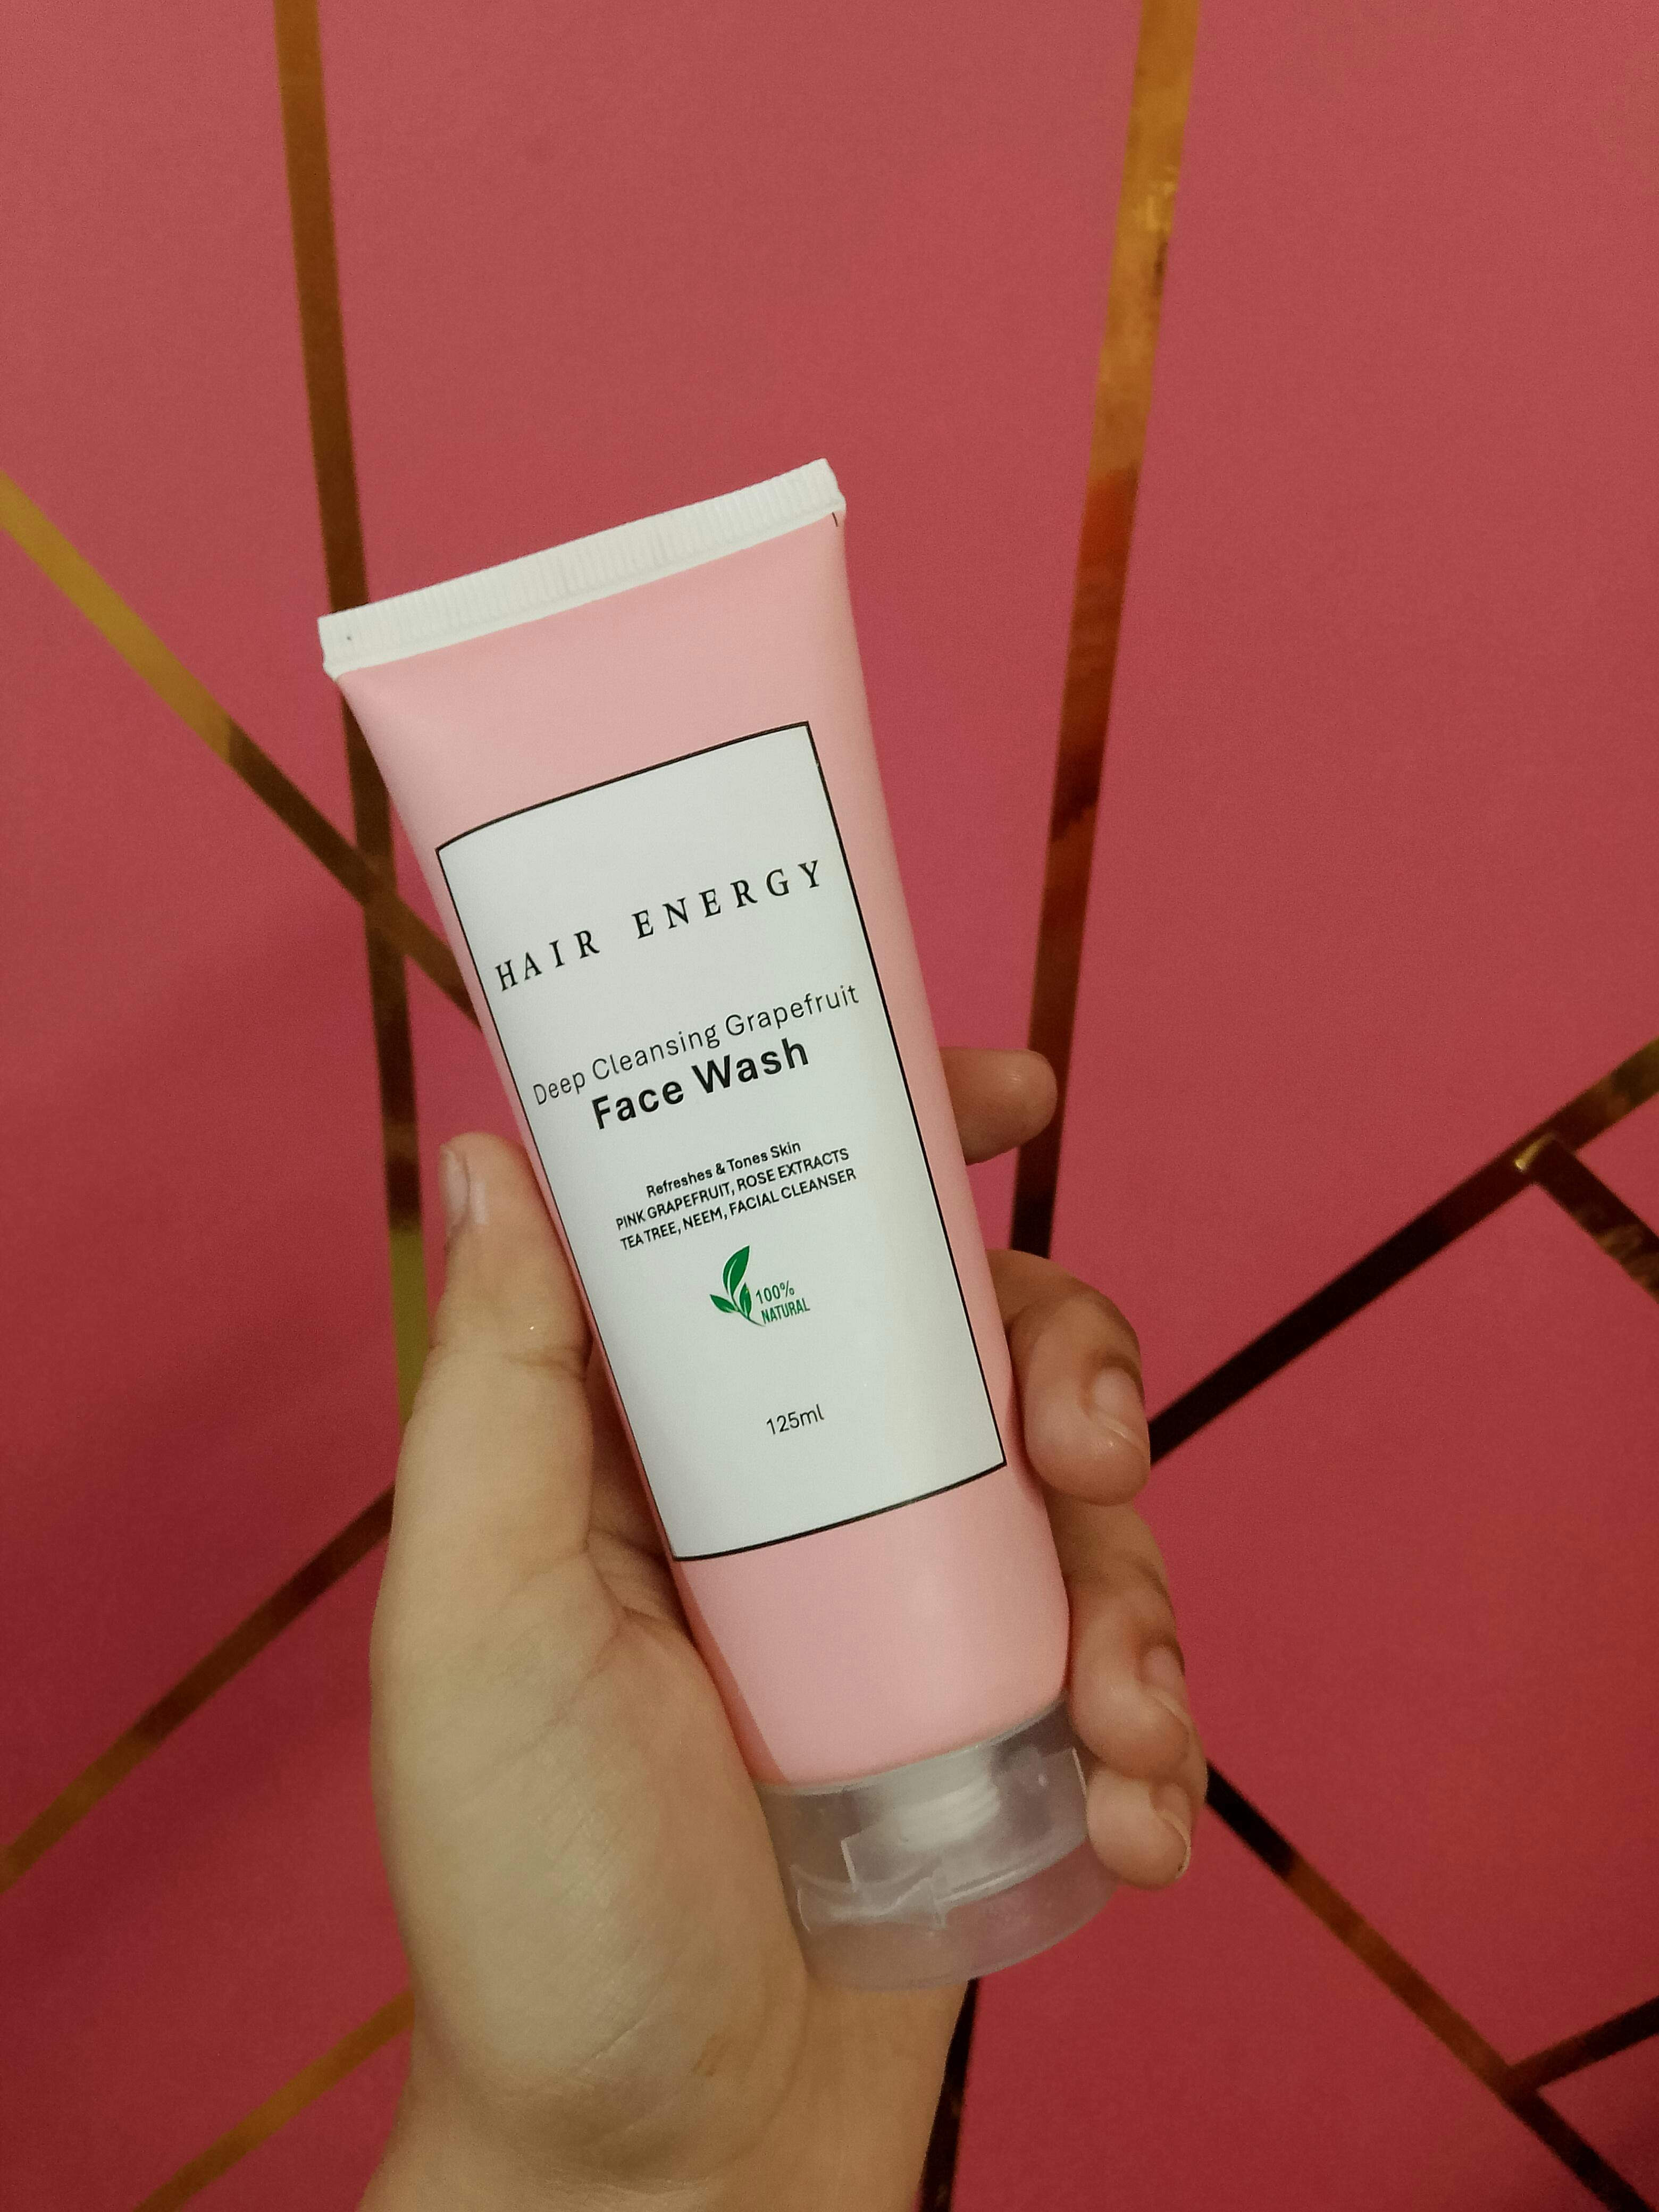 HAIR ENERGY
Deep Cleansing Grapefruit
Face Wash
Refreshes & Tones Skin
PINK GRAPEFRUIT, ROSE EXTRACTS
TEA TREE, NEEM, FACIAL CLEANSER
100%
NATURAL
125ml